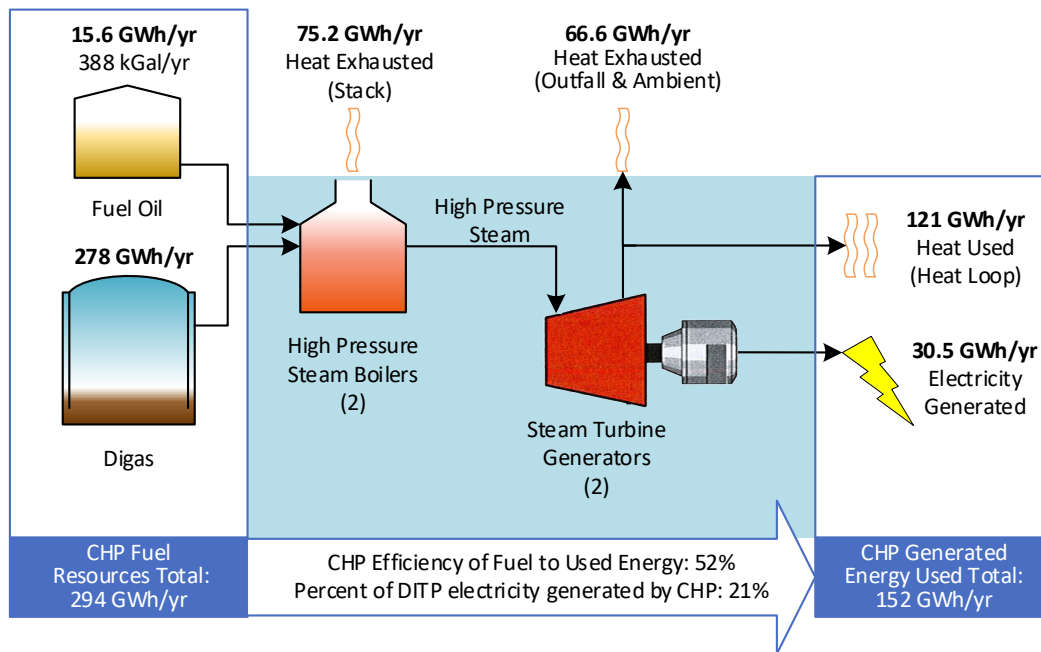 15.6 GWh/yr
388 kGal/yr
Fuel Oil
278 GWh/yr
Digas
75.2 GWh/yr
Heat Exhausted
(Stack)
High Pressure
Steam Boilers
(2)
High Pressure
Steam
66.6 GWh/yr
Heat Exhausted
(Outfall & Ambient)
Steam Turbine
Generators
(2)
121 GWh/yr
Heat Used
(Heat Loop)
30.5 GWh/yr
Electricity
Generated
CHP Fuel
Resources Total:
294 GWh/yr
CHP Efficiency of Fuel to Used Energy: 52%
Percent of DITP electricity generated by CHP: 21%
CHP Generated
Energy Used Total:
152 GWh/yr